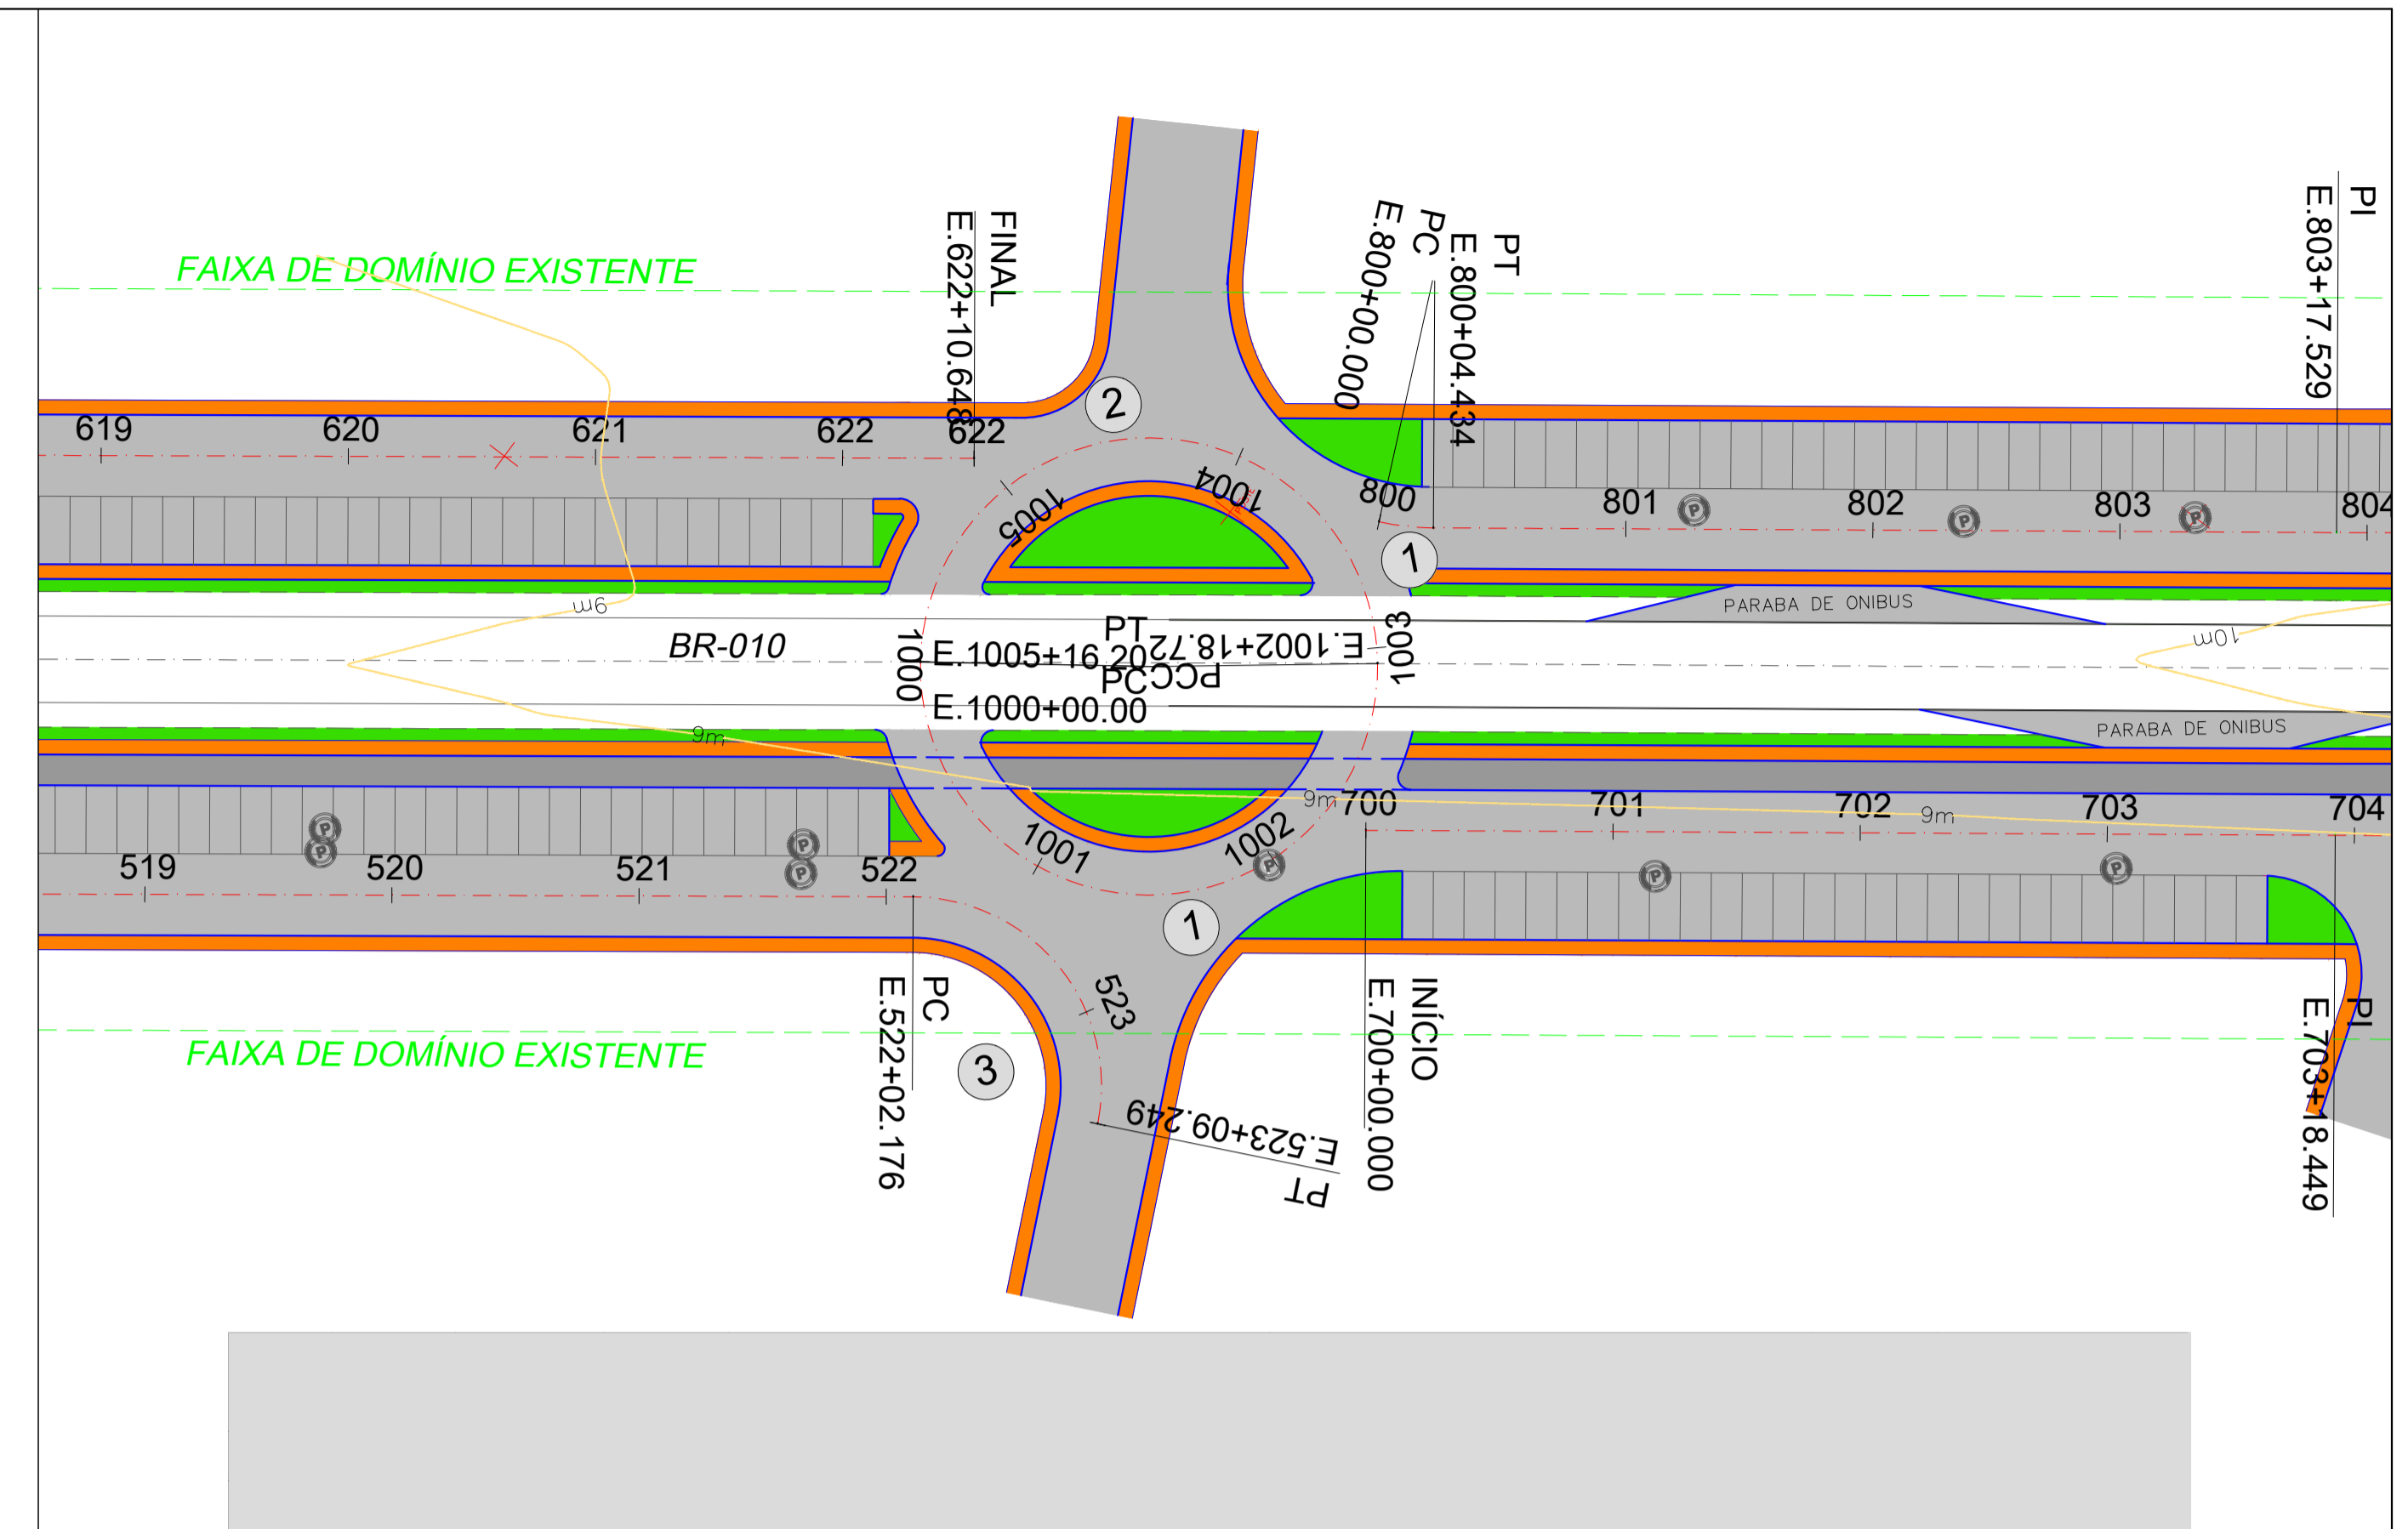 PI
E.803+17.529
FINAL
E.622+10.648
PC
E.800+00.000
PT
E.800+04.434
FAIXA DE DOMÍNIO EXISTENTE
2
619
620
621
622
622
1004
1005
800
801
802
803
804
P
P
P
1
9m
PARABA DE ONIBUS
BR-010
1000
PT
E.1005+16.20
E.1002+18.72
PC
PCC
E.1000+00.00
1003
10m
9m
PARABA DE ONIBUS
9m
700
701
702
9m
703
704
P
P
P
P
519
520
521
522
1001
1002
P
P
P
1
523
FAIXA DE DOMÍNIO EXISTENTE
PC
E.522+02.176
3
INÍCIO
E.700+00.000
PI
E.703+18.449
E.523+09.249
PT